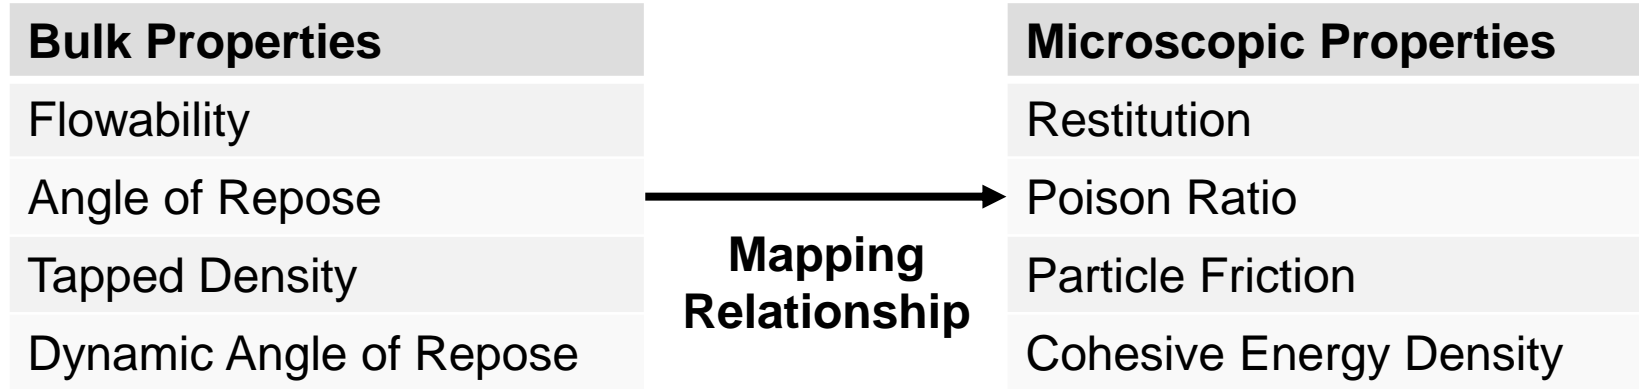 Bulk Properties
Flowability
Angle of Repose
Tapped Density
Dynamic Angle of Repose
Mapping
Relationship
Microscopic Properties
Restitution
Poison Ratio
Particle Friction
Cohesive Energy Density